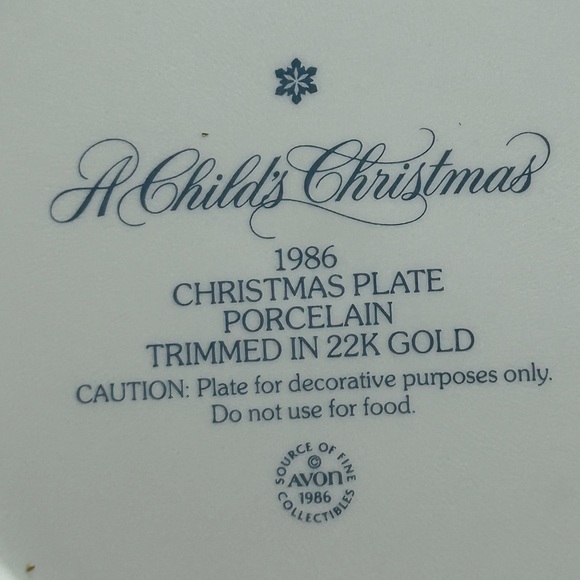 A Child's Christmas
1986
CHRISTMAS PLATE
PORCELAIN
TRIMMED IN 22K GOLD
CAUTION: Plate for decorative purposes only.
Do not use for food.
SOURCE OF FINE
©
AVON
1986
COLLECTIBLES